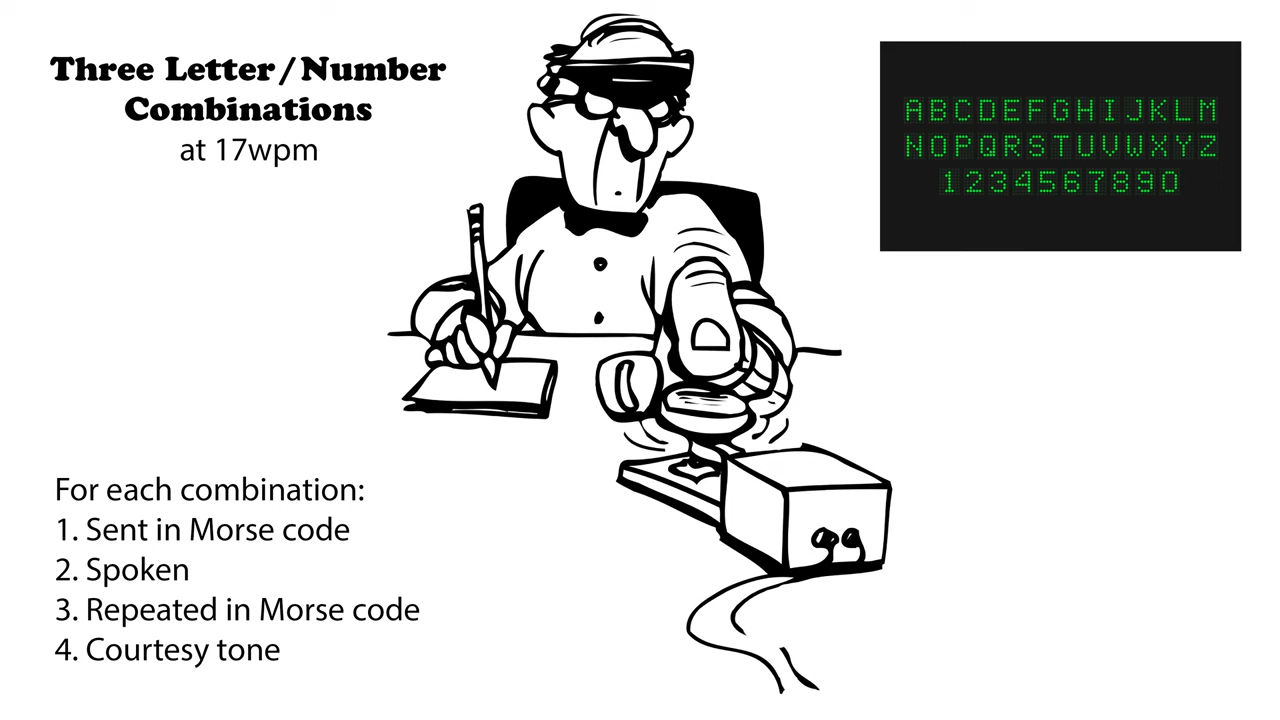 Three Letter/Number
Combinations
at 17wpm
ABCDEFGHIJKLM
NOPQRSTUVWXYZ
1234567890
For each combination:
1. Sent in Morse code
2. Spoken
3. Repeated in Morse code
4. Courtesy tone